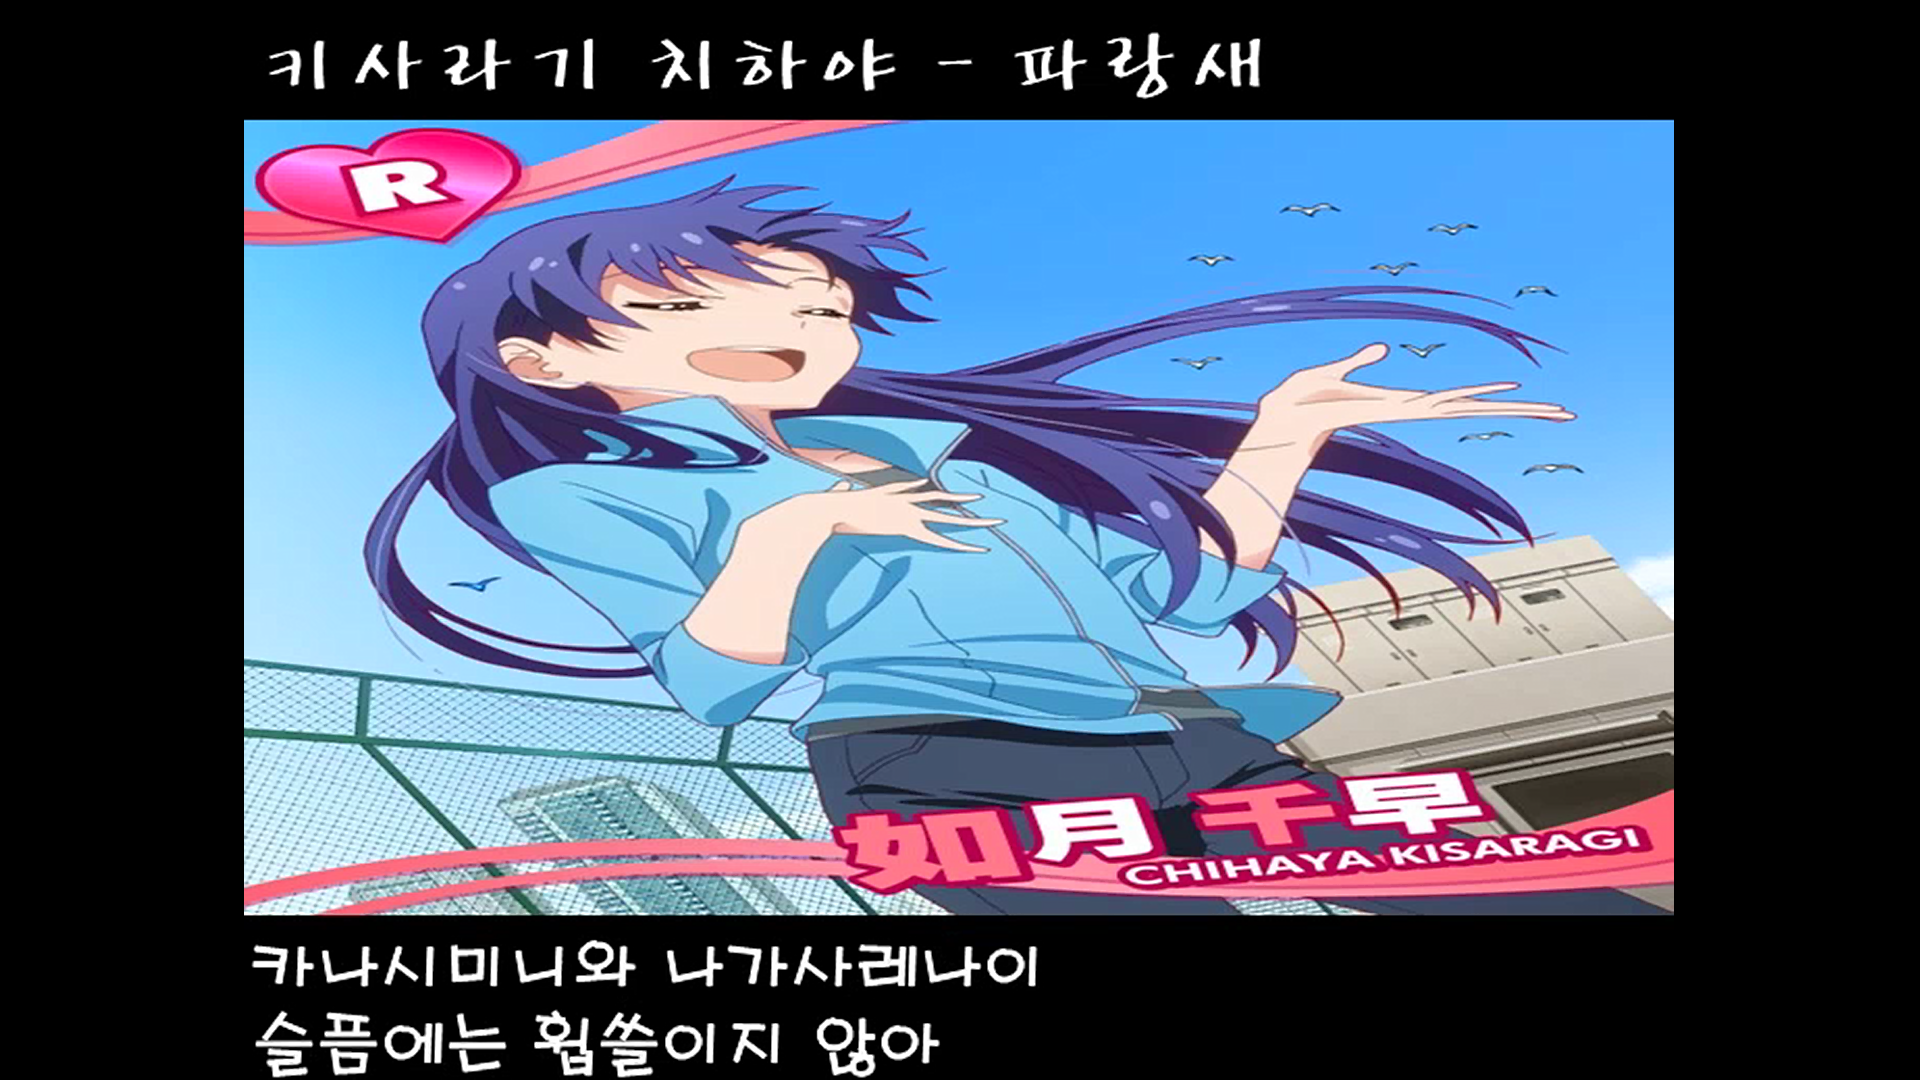 키사라기 치하야 - 파랑새
R
如月 千早
CHIHAYA KISARAGI
카나시미니와 나가사레나이
슬픔에는 휩쓸이지 않아